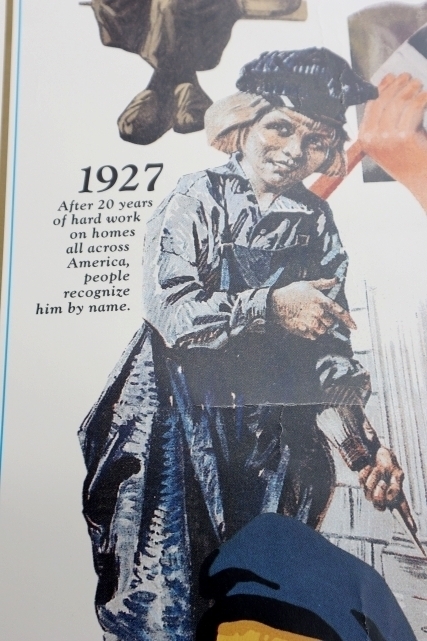 1927
After 20 years
of hard work
on homes
all across
America,
people
recognize
him by name.